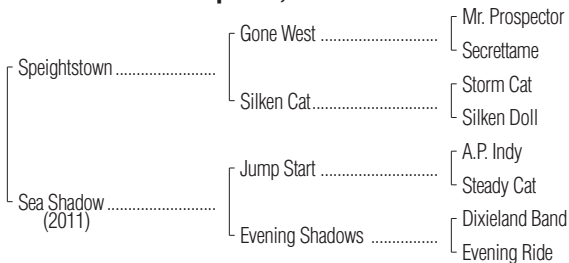 Mr. Prospector
Gone West
Secrettame
Speightstown
Storm Cat
Silken Cat
Silken Doll
A.P. Indy
Jump Start
Steady Cat
Sea Shadow
(2011)
Dixieland Band
Evening Shadows
Evening Ride